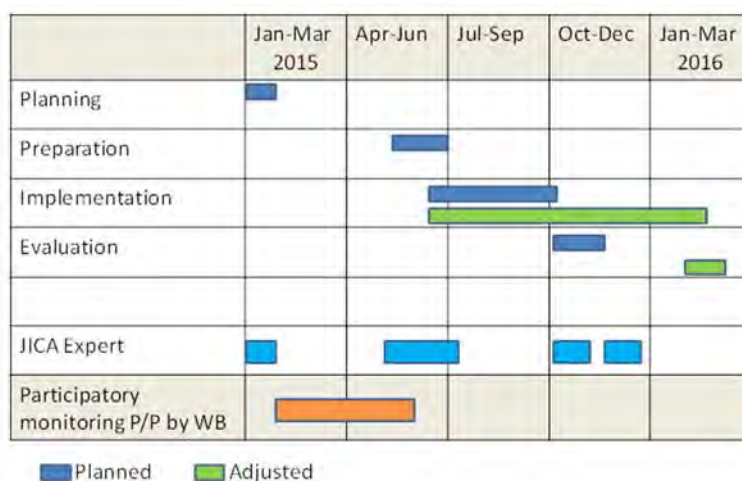 Jan-Mar Apr-Jun Jul-Sep Oct-Dec Jan-Mar
2015 2016
Planning
Preparation
Implementation
Evaluation
JICA Expert
Participatory
monitoring P/P by WB
Planned Adjusted